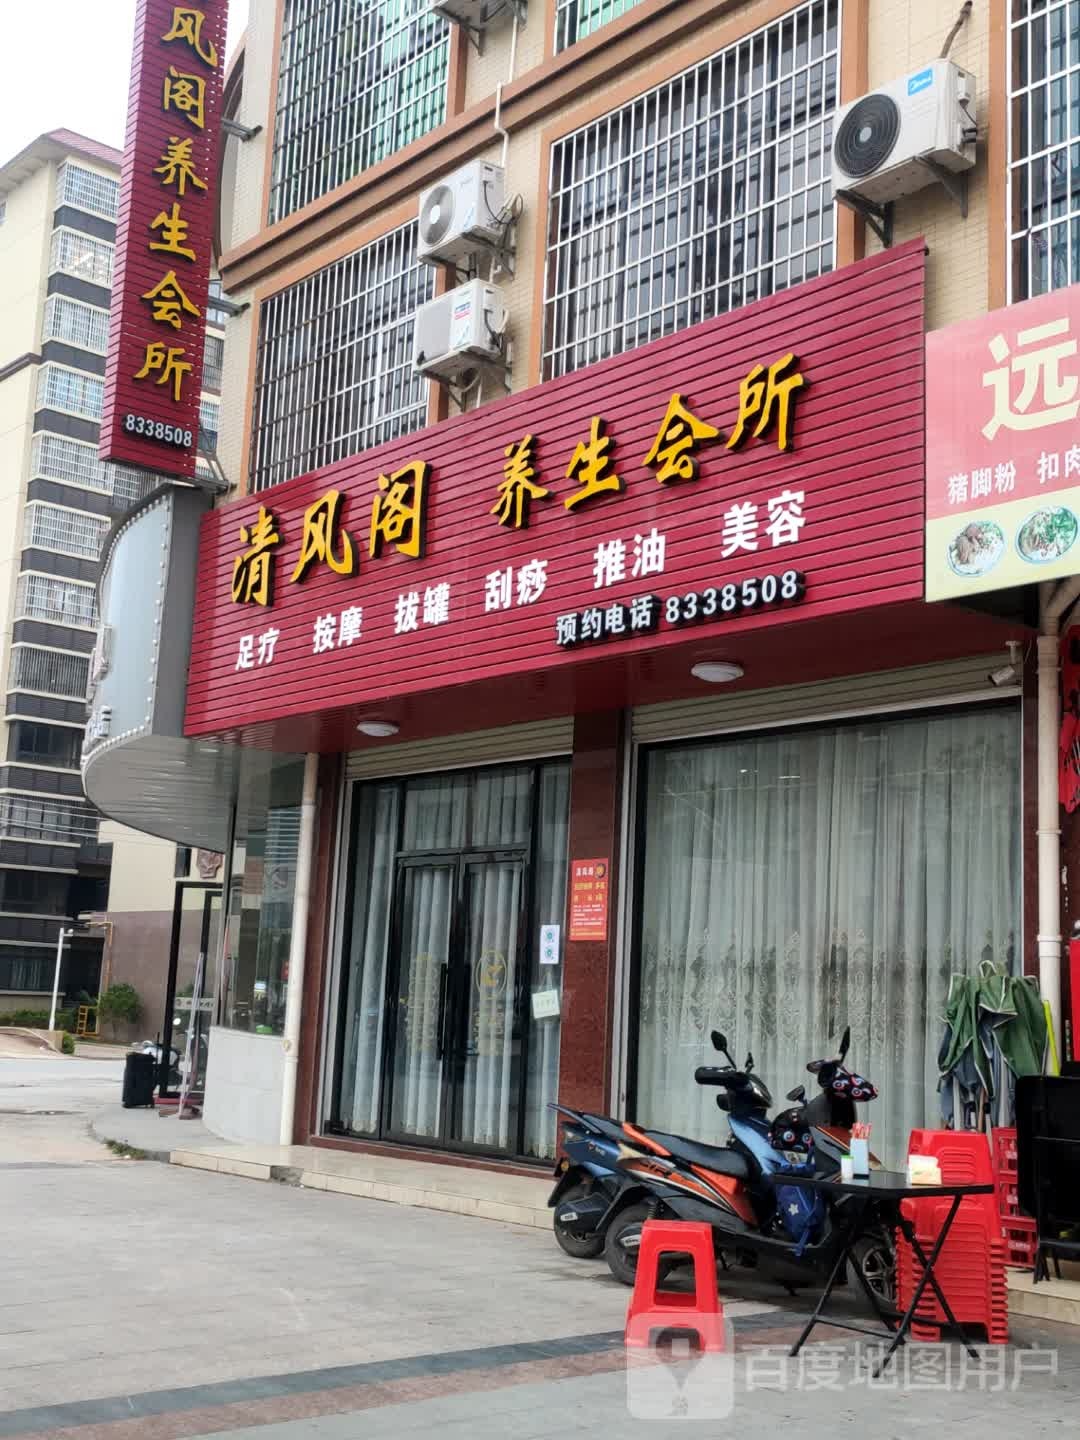 风阁养生会所
8338508
清风阁 养生会所
足疗 按摩 拔罐 刮痧 推油 美容
预约电话 8338508
远
猪脚粉 扣肉
Midea
百度地图用户